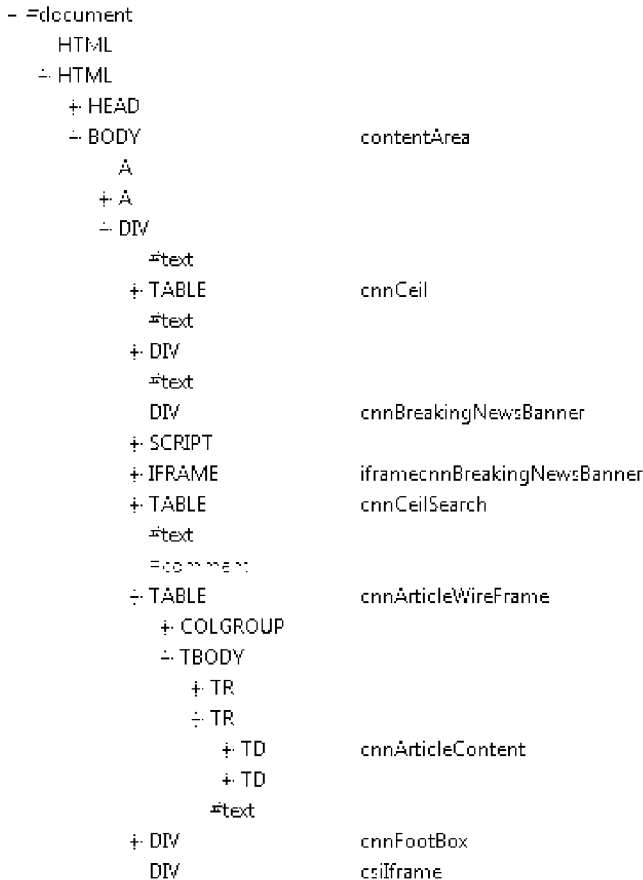 - #document
HTML
- HTML
+ HEAD
- BODY contentArea
A
+ A
- DIV
#text
+ TABLE cnnCeil
#text
+ DIV
#text
DIV cnnBreakingNewsBanner
+ SCRIPT
+ IFRAME iframecnnBreakingNewsBanner
+ TABLE cnnCeilSearch
#text
#comment
- TABLE cnnArticleWireFrame
+ COLGROUP
- TBODY
+ TR
- TR
+ TD cnnArticleContent
+ TD
#text
+ DIV cnnFootBox
DIV csiIframe